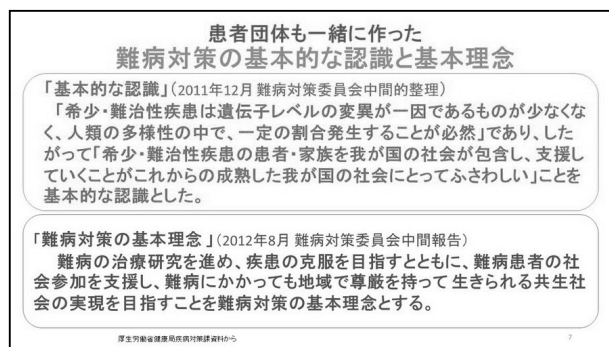 患者団体も一緒に作った
難病対策の基本的な認識と基本理念
「基本的な認識」(2011年12月 難病対策委員会中間的整理)
「希少・難治性疾患は遺伝子レベルの変異が一因であるものが少なくな
く、人類の多様性の中で、一定の割合発生することが必然」であり、した
がって「希少・難治性疾患の患者・家族を我が国の社会が包含し、支援し
ていくことがこれからの成熟した我が国の社会にとってふさわしい」ことを
基本的な認識とした。
「難病対策の基本理念 」(2012年8月 難病対策委員会中間報告)
難病の治療研究を進め、疾患の克服を目指すとともに、難病患者の社
会参加を支援し、難病にかかっても地域で尊厳を持って生きられる共生社
会の実現を目指すことを難病対策の基本理念とする。
厚生労働省健康局疾病対策課資料から
7